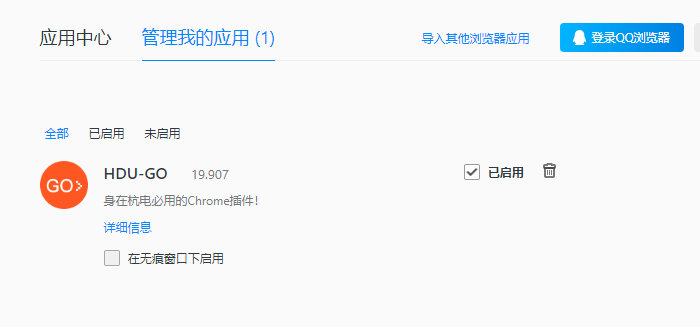 应用中心 管理我的应用 (1) 导入其他浏览器应用 登录QQ浏览器
全部 已启用 未启用
GO HDU-GO 19.907 已启用
身在杭电必用的Chrome插件！
详细信息
在无痕窗口下启用